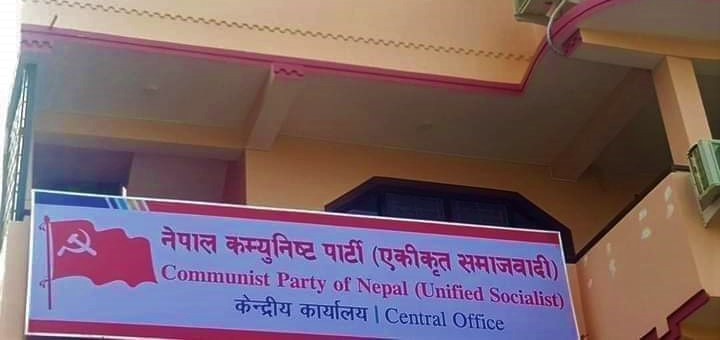 नेपाल कम्युनिष्ट पार्टी (एकीकृत समाजवादी)
Communist Party of Nepal (Unified Socialist)
केन्द्रीय कार्यालय | Central Office